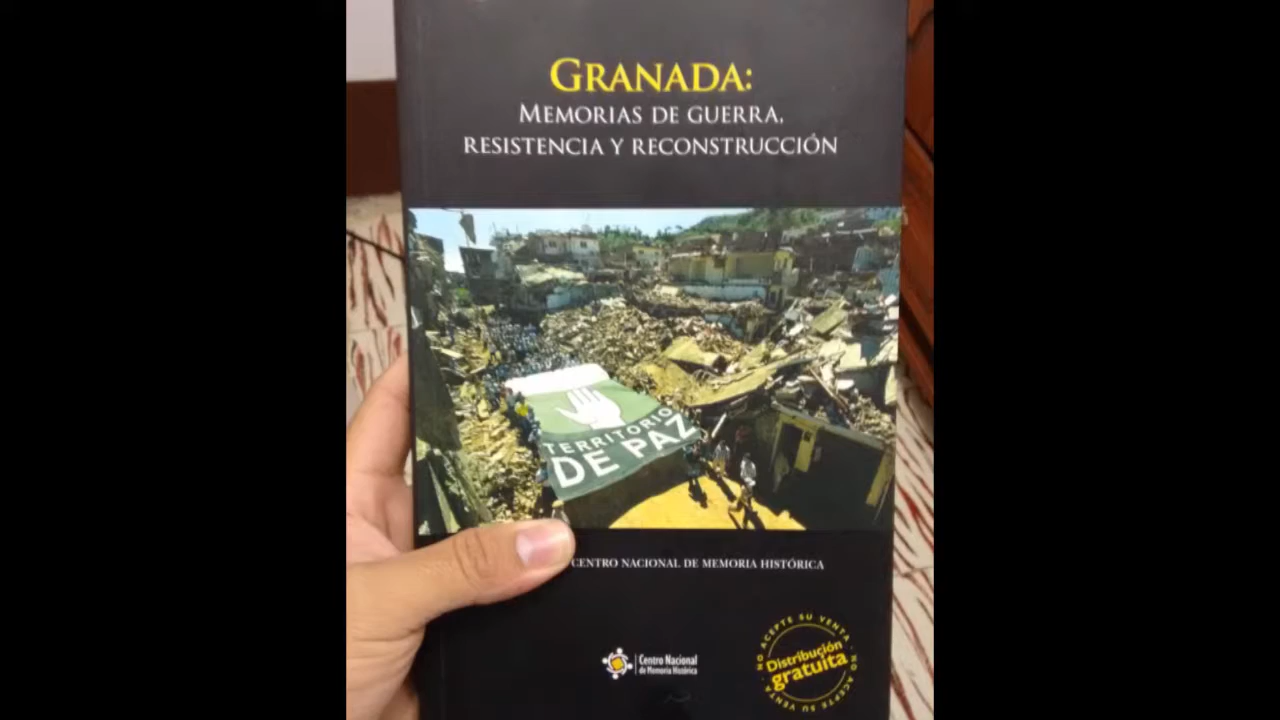 GRANADA:
MEMORIAS DE GUERRA,
RESISTENCIA Y RECONSTRUCCIÓN
TERRITORIO
DE PAZ
CENTRO NACIONAL DE MEMORIA HISTÓRICA
Centro Nacional
de Memoria Histórica
NO ACEPTE SU VENTA
Distribución
gratuita
NO ACEPTE SU VENTA